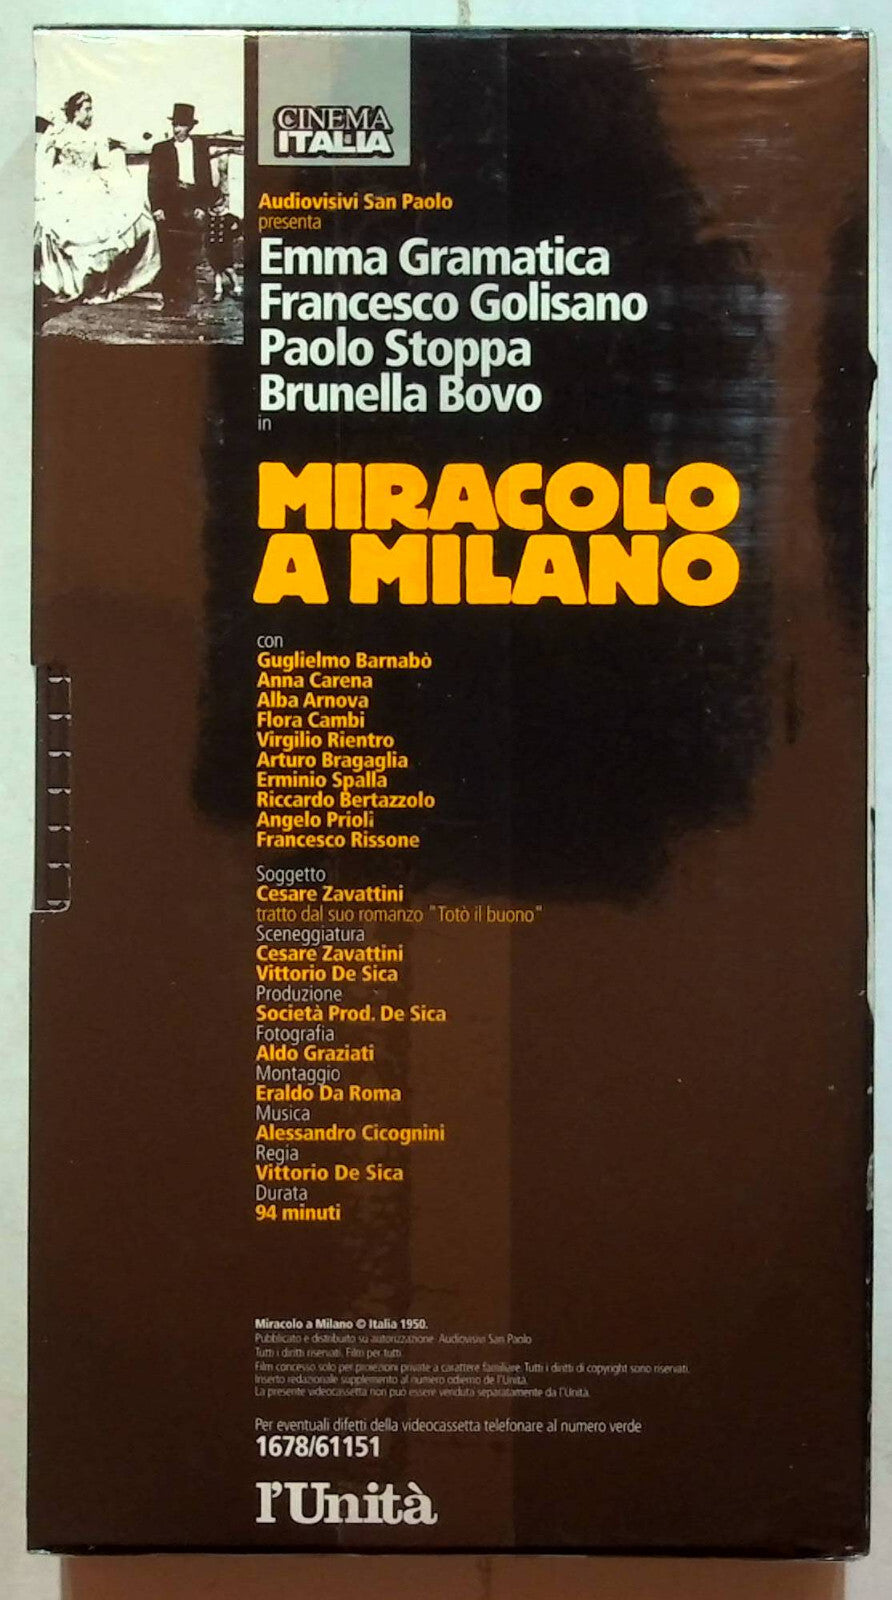 CINEMA
ITALIA
Audiovisivi San Paolo
presenta
Emma Gramatica
Francesco Golisano
Paolo Stoppa
Brunella Bovo
in
MIRACOLO
A MILANO
con
Guglielmo Barnabò
Anna Carena
Alba Arnova
Flora Cambi
Virgilio Rientro
Arturo Bragaglia
Erminio Spalla
Riccardo Bertazzolo
Angelo Prioli
Francesco Rissone
Soggetto
Cesare Zavattini
tratto dal suo romanzo "Totò il buono"
Sceneggiatura
Cesare Zavattini
Vittorio De Sica
Produzione
Società Prod. De Sica
Fotografia
Aldo Graziati
Montaggio
Eraldo Da Roma
Musica
Alessandro Cicognini
Regia
Vittorio De Sica
Durata
94 minuti
Miracolo a Milano © Italia 1950.
Pubblicato e distribuito su autorizzazione Audiovisivi San Paolo
Tutti i diritti riservati. Film per tutti.
Film concesso solo per proiezioni private a carattere familiare. Tutti i diritti di copyright sono riservati.
Inserto redazionale supplemento al numero odierno de l'Unità.
La presente videocassetta non può essere venduta separatamente da l'Unità.
Per eventuali difetti della videocassetta telefonare al numero verde
1678/61151
l'Unità